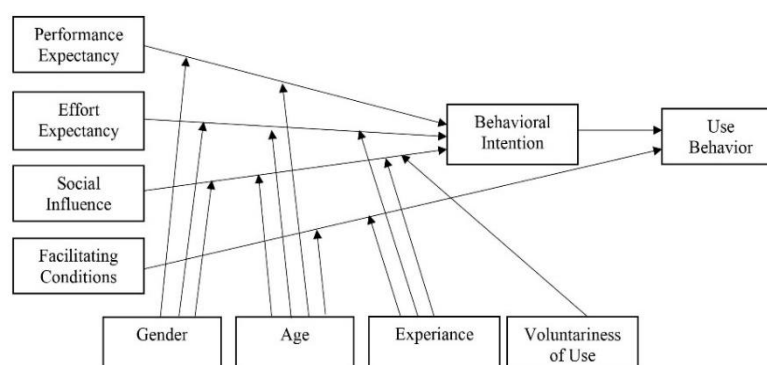 Performance
Expectancy
Effort
Expectancy
Social
Influence
Facilitating
Conditions
Behavioral
Intention
Use
Behavior
Gender
Age
Experiance
Voluntariness
of Use